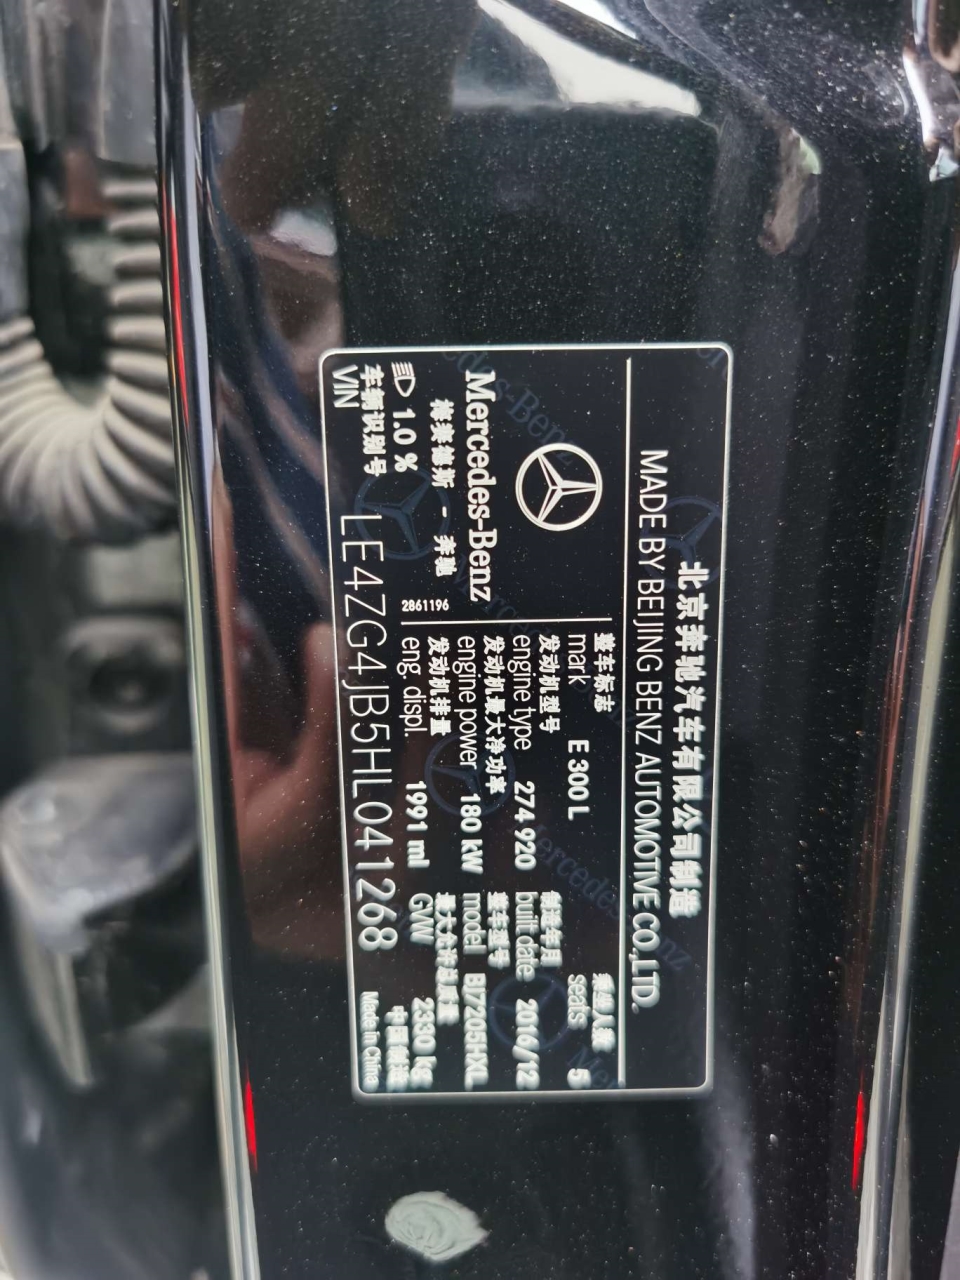 北京奔驰汽车有限公司制造
MADE BY BEIJING BENZ AUTOMOTIVE CO.,LTD.
Mercedes-Benz
梅赛德斯 - 奔驰
1.0 %
2861196
整车标志
mark E 300 L
乘坐人数
seats 5
发动机型号
engine type 274 920
制造年月
built date 2016/12
发动机最大净功率
engine power 180 kW
整车型号
model BJ7205HXL
发动机排量
eng. displ. 1991 ml
最大允许总质量
GVW 2330 kg
车辆识别号
VIN LE4ZG4JB5HL041268
中国制造
Made in China